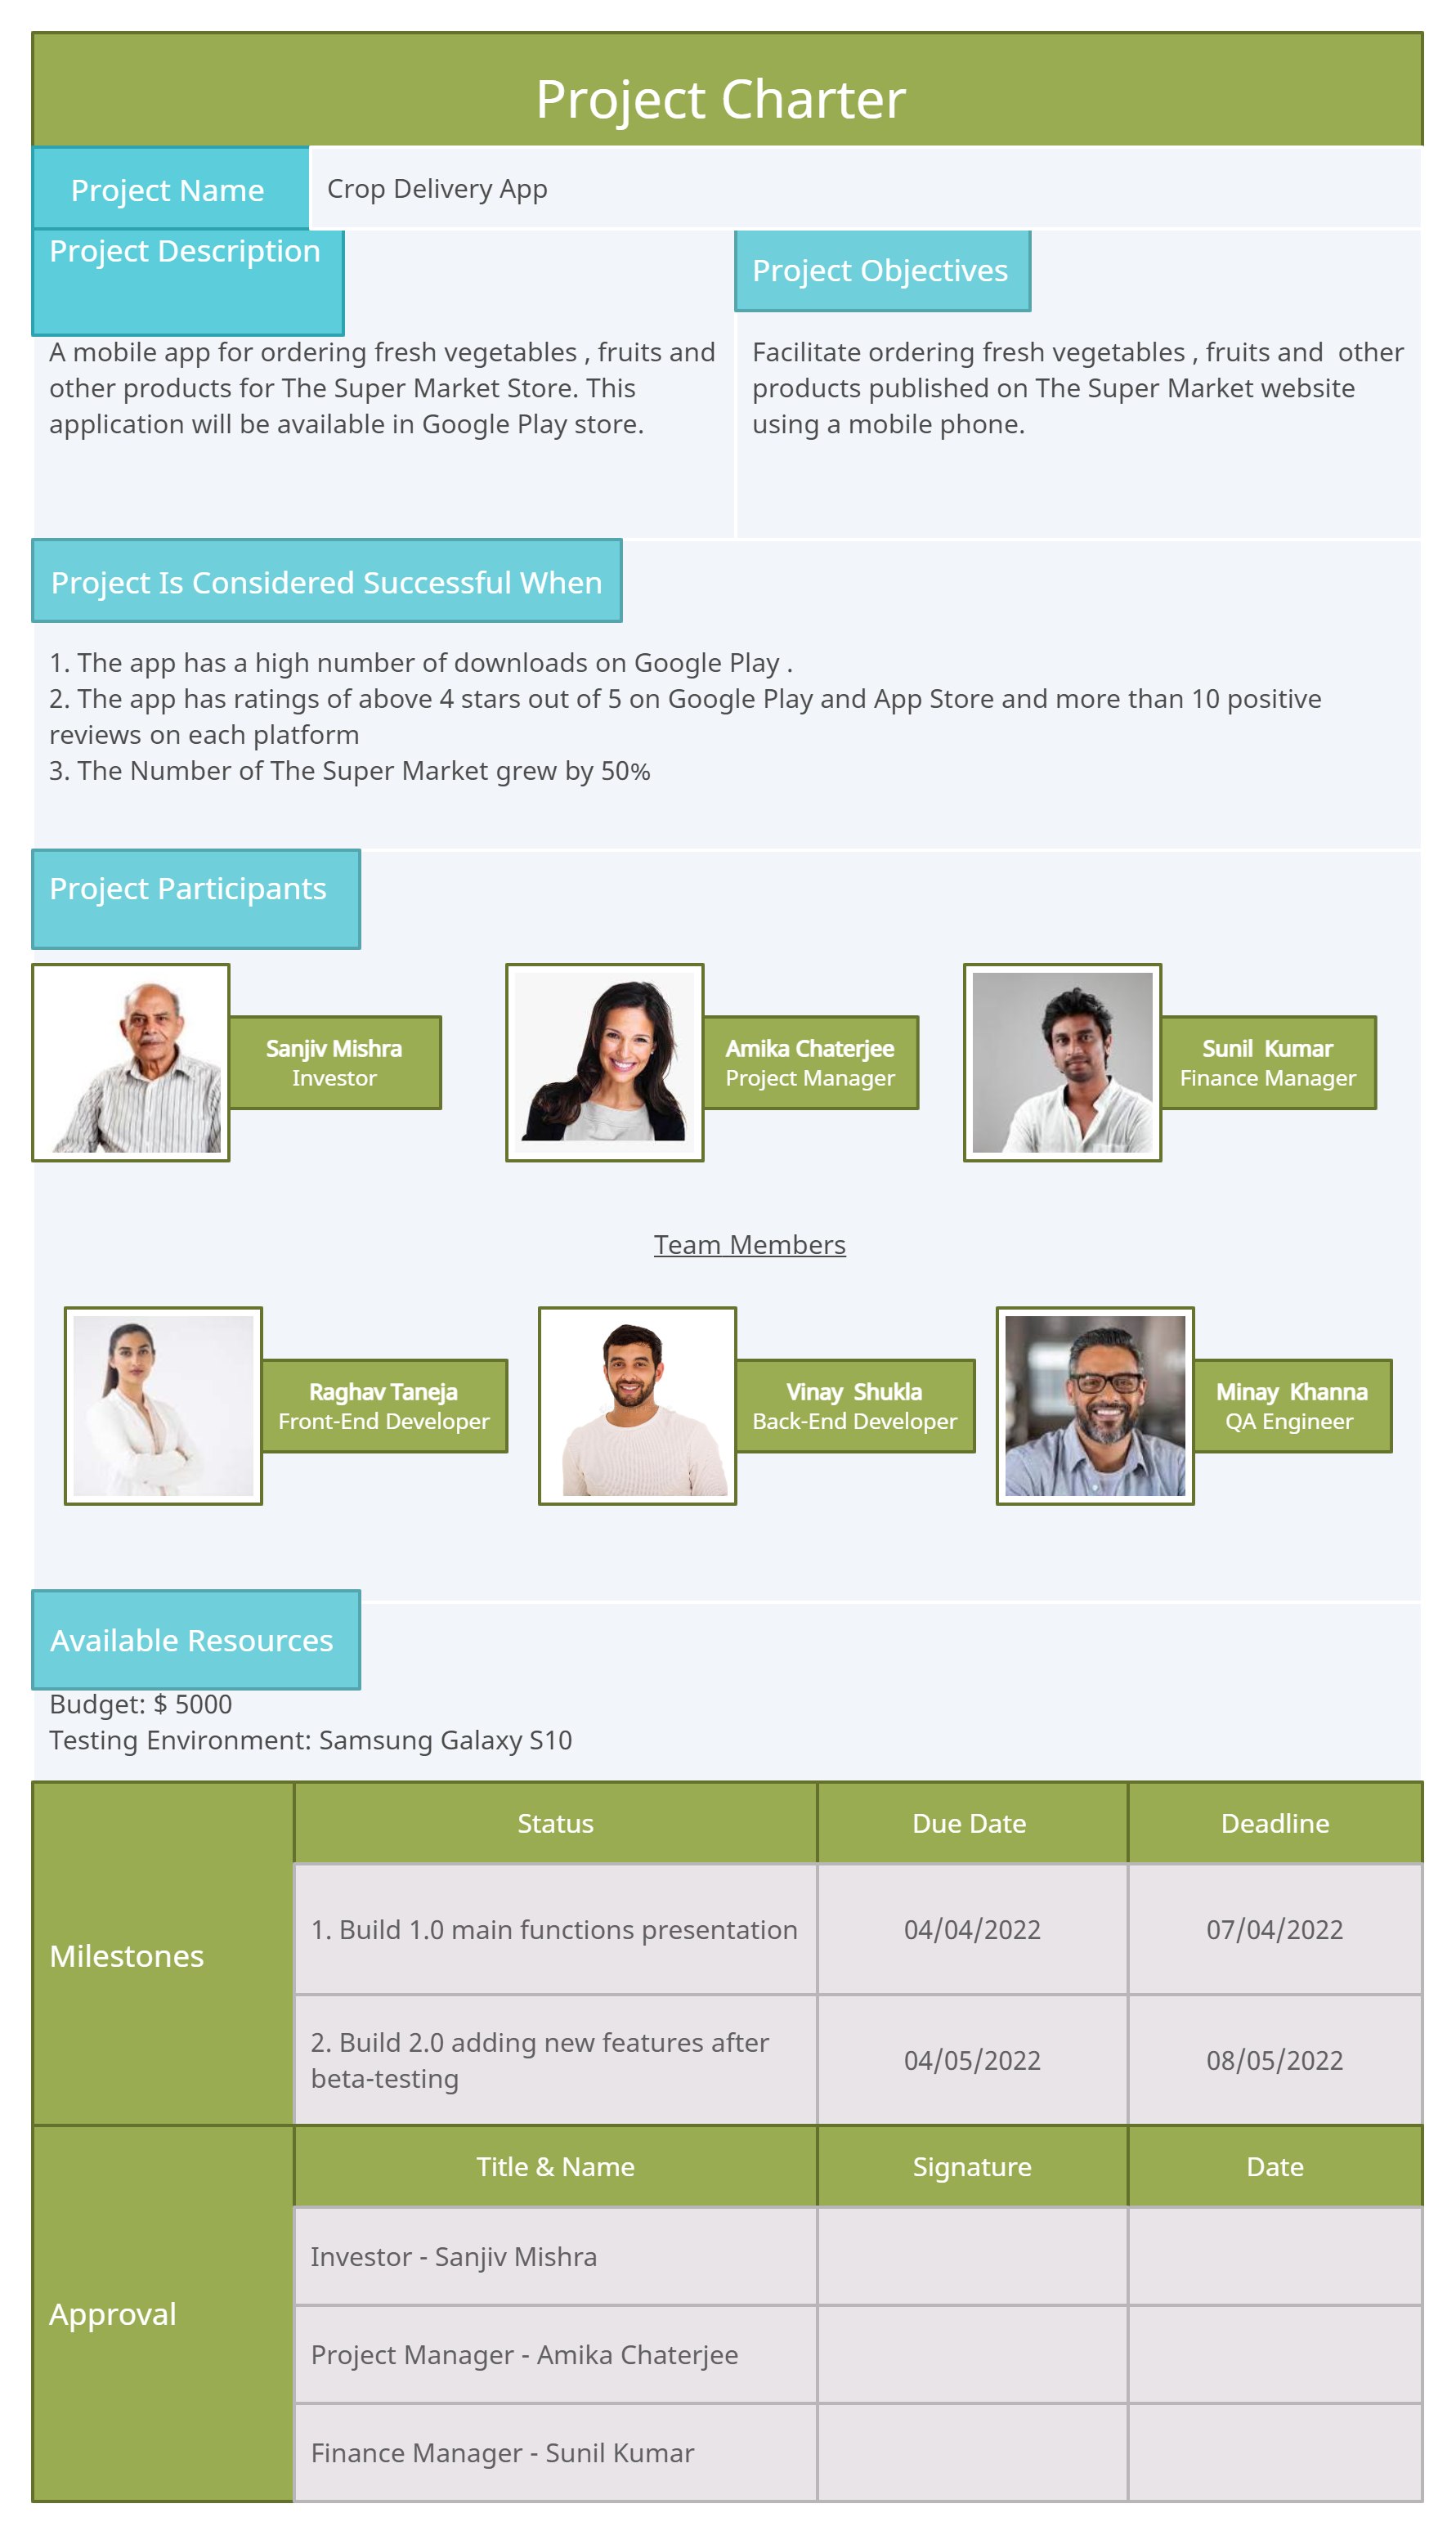 Project Charter
Project Name
Crop Delivery App
Project Description
A mobile app for ordering fresh vegetables , fruits and
other products for The Super Market Store. This
application will be available in Google Play store.
Project Objectives
Facilitate ordering fresh vegetables , fruits and  other
products published on The Super Market website
using a mobile phone.
Project Is Considered Successful When
1. The app has a high number of downloads on Google Play .
2. The app has ratings of above 4 stars out of 5 on Google Play and App Store and more than 10 positive
reviews on each platform
3. The Number of The Super Market grew by 50%
Project Participants
Sanjiv Mishra
Investor
Amika Chaterjee
Project Manager
Sunil  Kumar
Finance Manager
Team Members
Raghav Taneja
Front-End Developer
Vinay  Shukla
Back-End Developer
Minay  Khanna
QA Engineer
Available Resources
Budget: $ 5000
Testing Environment: Samsung Galaxy S10
Milestones
Status
Due Date
Deadline
1. Build 1.0 main functions presentation
04/04/2022
07/04/2022
2. Build 2.0 adding new features after
beta-testing
04/05/2022
08/05/2022
Approval
Title & Name
Signature
Date
Investor - Sanjiv Mishra
Project Manager - Amika Chaterjee
Finance Manager - Sunil Kumar